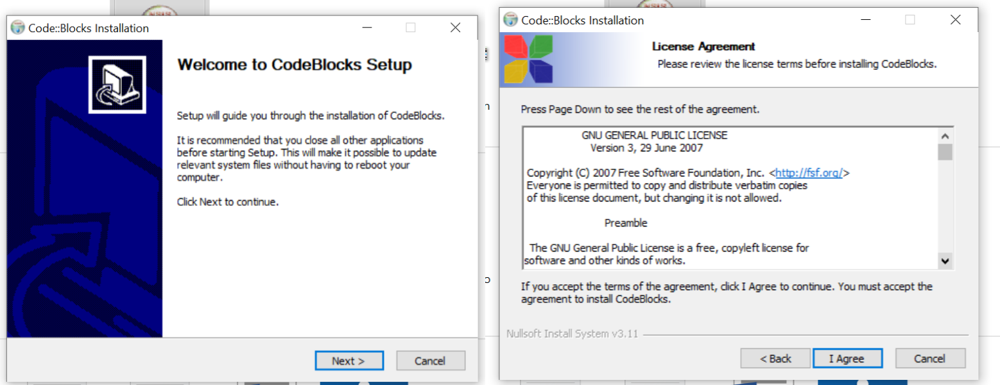 Code::Blocks Installation
Welcome to CodeBlocks Setup
Setup will guide you through the installation of CodeBlocks.
It is recommended that you close all other applications
before starting Setup. This will make it possible to update
relevant system files without having to reboot your
computer.
Click Next to continue.
Next >
Cancel
Code::Blocks Installation
License Agreement
Please review the license terms before installing CodeBlocks.
Press Page Down to see the rest of the agreement.
GNU GENERAL PUBLIC LICENSE
Version 3, 29 June 2007
Copyright (C) 2007 Free Software Foundation, Inc. <http://fsf.org/>
Everyone is permitted to copy and distribute verbatim copies
of this license document, but changing it is not allowed.
Preamble
The GNU General Public License is a free, copyleft license for
software and other kinds of works.
If you accept the terms of the agreement, click I Agree to continue. You must accept the
agreement to install CodeBlocks.
Nullsoft Install System v3.11
< Back
I Agree
Cancel